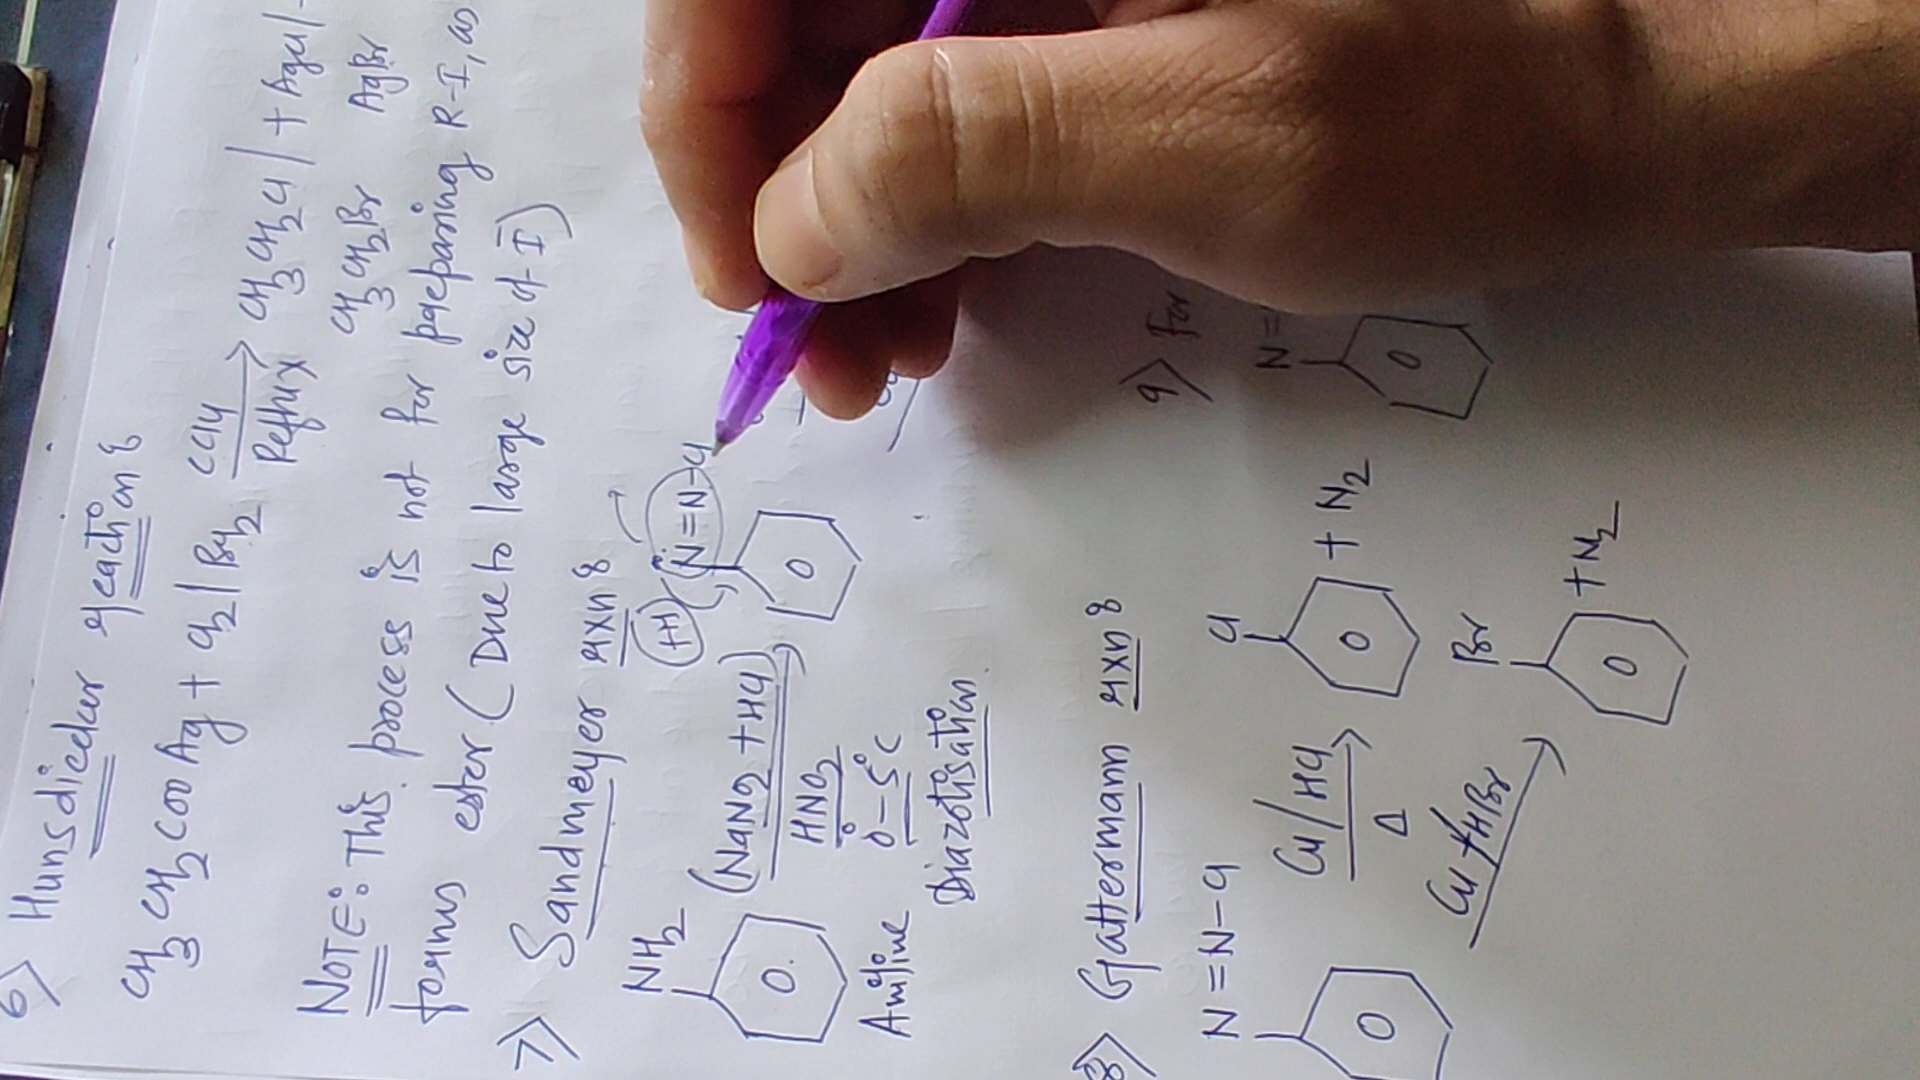 6) Hunsdiecker reaction :
CH3CH2COOAg + Cl2/Br2 CCl4 Reflux CH3CH2Cl / + AgCl/
CH3CH2Br AgBr
NOTE: This process is not for preparing R-I, as
forms ester (Due to large size of I)
7) Sandmeyer rxn :
NH2
(NaNO2 + HCl)
HNO2
0-5°C
Diazotisation
Aniline
(+) N=N-Cl
8) Gattermann rxn :
N=N-Cl
Cu/HCl
Δ
Cl
+ N2
Cu/HBr
Br
+ N2
9) For
N=